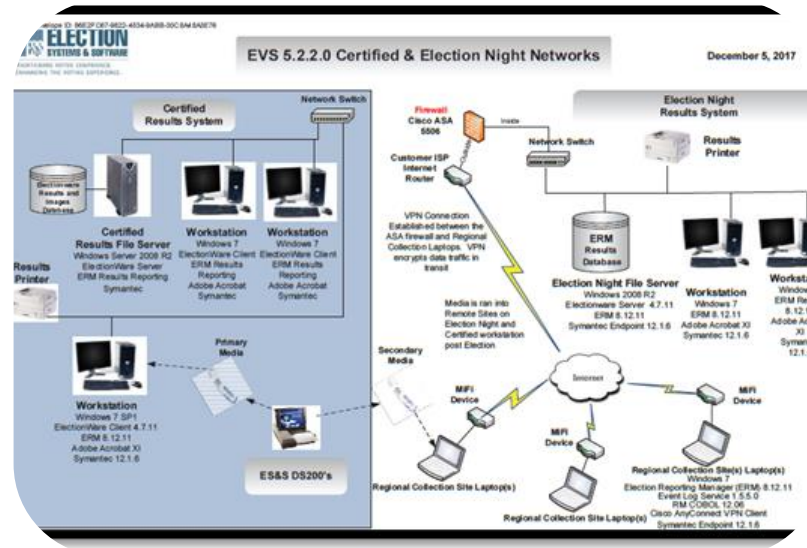 ELECTION
SYSTEMS & SOFTWARE
EVS 5.2.2.0 Certified & Election Night Networks
December 5, 2017
Certified
Results System
Network Switch
Electionware
Results and
Images
Database
Certified
Results File Server
Windows Server 2008 R2
ElectionWare Server
ERM Results Reporting
Symantec
Workstation
Windows 7
ElectionWare Client
ERM Results
Reporting
Adobe Acrobat
Symantec
Workstation
Windows 7
ElectionWare Client
ERM Results
Reporting
Adobe Acrobat
Symantec
Results
Printer
Workstation
Windows 7 SP1
ElectionWare Client 4.7.11
ERM 8.12.11
Adobe Acrobat XI
Symantec 12.1.6
Primary
Media
ES&S DS200's
Secondary
Media
Firewall
Cisco ASA
5506
Inside
Outside
Customer ISP
Internet
Router
Network Switch
VPN Connection
Established between the
ASA firewall and Regional
Collection Laptops. VPN
encrypts data traffic in
transit
Media is ran into
Remote Sites on
Election Night and
Certified workstation
post Election
Election Night
Results System
Results
Printer
ERM
Results
Database
Election Night File Server
Windows 2008 R2
Electionware Server 4.7.11
ERM 8.12.11
Symantec Endpoint 12.1.6
Workstation
Windows 7
ERM 8.12.11
Adobe Acrobat
XI
Symantec 12.1.6
Internet
MiFi
Device
MiFi
Device
MiFi
Device
Regional Collection Site Laptop(s)
Regional Collection Site Laptop(s)
Regional Collection Site(s) Laptop(s)
Windows 7
Election Reporting Manager (ERM) 8.12.11
Event Log Service 1.5.5.0
RM COBOL 12.06
Cisco AnyConnect VPN Client
Symantec Endpoint 12.1.6